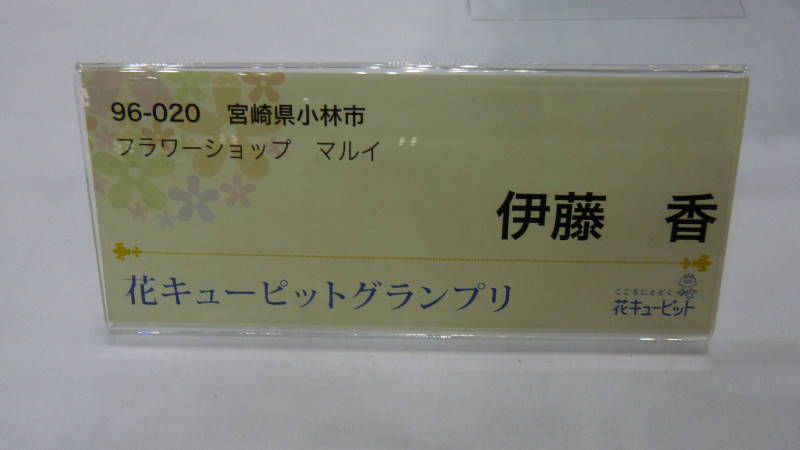 96-020　宮崎県小林市
フラワーショップ　マルイ
伊藤　香
花キューピットグランプリ
こころにとどく
花キューピット